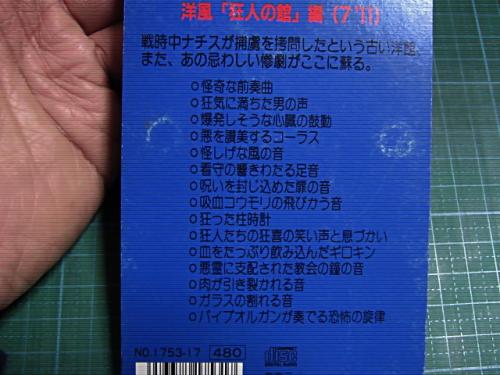 洋風「狂人の館」編（7'11）
戦時中ナチスが捕虜を拷問したという古い洋館。
また、あの忌わしい惨劇がここに蘇る。
○怪奇な前奏曲
○狂気に満ちた男の声
○爆発しそうな心臓の鼓動
○悪を讃美するコーラス
○怪しげな風の音
○看守の響きわたる足音
○呪いを封じ込めた扉の音
○吸血コウモリの飛びかう音
○狂った柱時計
○狂人たちの狂喜の笑い声と息づかい
○血をたっぷり飲み込んだギロチン
○悪霊に支配された教会の鐘の音
○肉が引き裂かれる音
○ガラスの割れる音
○パイプオルガンが奏でる恐怖の旋律
NO.1753-17 480
COMPACT disc DIGITAL AUDIO